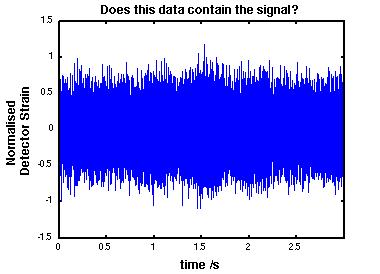 Does this data contain the signal?
1.5
1
0.5
0
-0.5
-1
-1.5
Normalised
Detector Strain
0 0.5 1 1.5 2 2.5
time /s